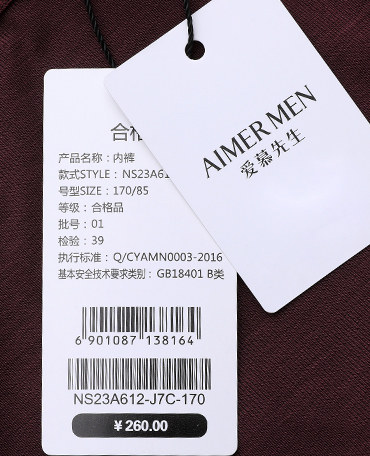 合格
产品名称：内裤
款式STYLE：NS23A61
号型SIZE：170/85
等级：合格品
批号：01
检验：39
执行标准：Q/CYAMN0003-2016
基本安全技术要求类别：GB18401 B类
6 901087 138164
NS23A612-J7C-170
￥260.00
AIMER MEN
爱慕先生